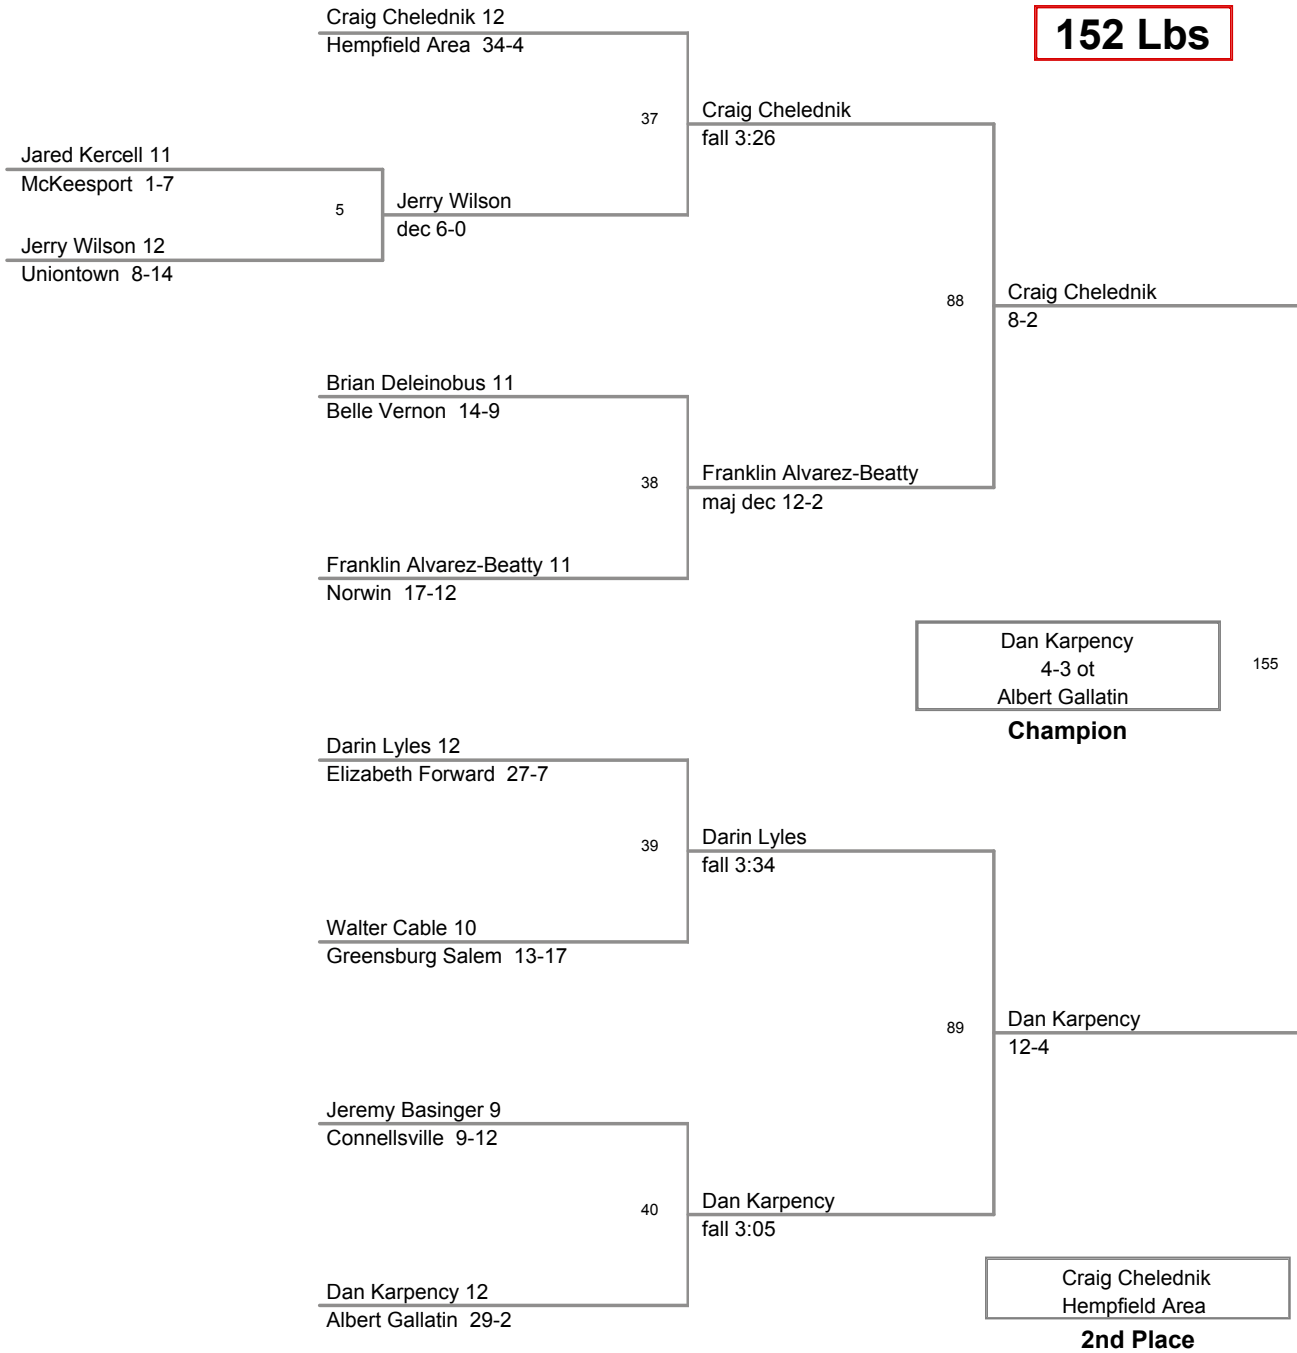 Craig Chelednik 12
Hempfield Area  34-4
152 Lbs
37
Craig Chelednik
fall 3:26
Jared Kercell 11
McKeesport  1-7
5
Jerry Wilson
dec 6-0
Jerry Wilson 12
Uniontown  8-14
88
Craig Chelednik
8-2
Brian Deleinobus 11
Belle Vernon  14-9
38
Franklin Alvarez-Beatty
maj dec 12-2
Franklin Alvarez-Beatty 11
Norwin  17-12
Dan Karpency
4-3 ot
Albert Gallatin
155
Champion
Darin Lyles 12
Elizabeth Forward  27-7
39
Darin Lyles
fall 3:34
Walter Cable 10
Greensburg Salem  13-17
89
Dan Karpency
12-4
Jeremy Basinger 9
Connellsville  9-12
40
Dan Karpency
fall 3:05
Dan Karpency 12
Albert Gallatin  29-2
Craig Chelednik
Hempfield Area
2nd Place